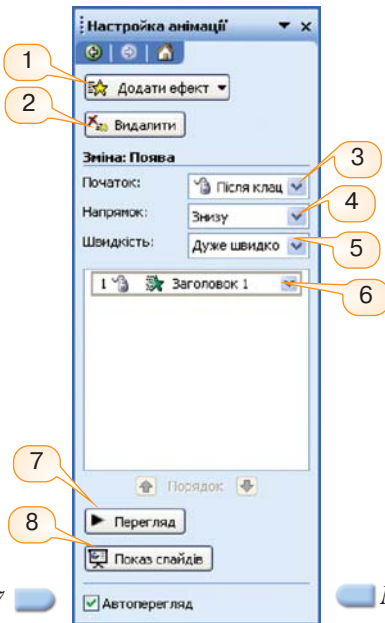 Настройка анімації
1
Додати ефект
2
Видалити
Зміна: Поява
3
Початок: Після клац
4
Напрямок: Знизу
5
Швидкість: Дуже швидко
6
1 Заголовок 1
Порядок
7
Перегляд
8
Показ слайдів
Автоперегляд